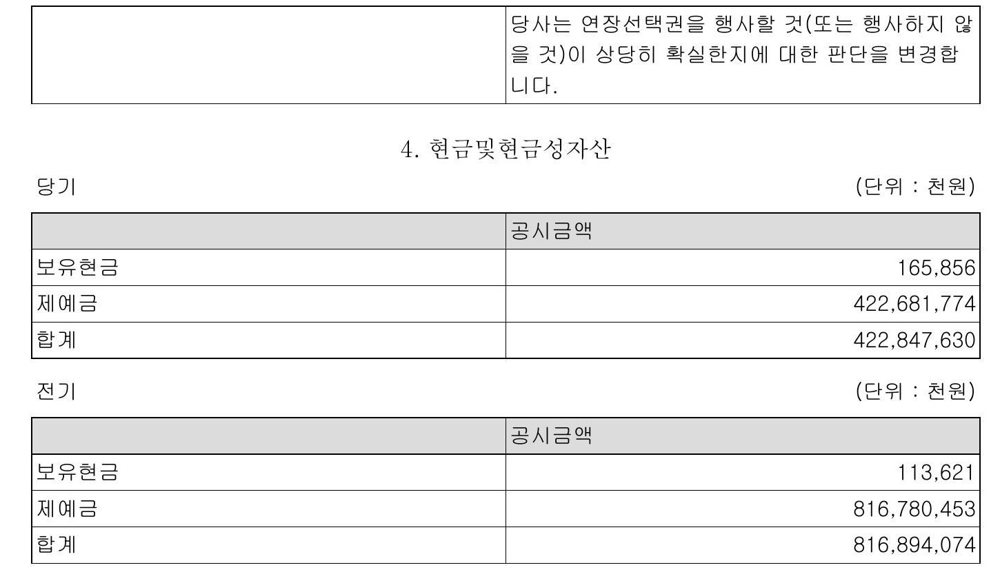 당사는 연장선택권을 행사할 것(또는 행사하지 않
을 것)이 상당히 확실한지에 대한 판단을 변경합
니다.
4. 현금및현금성자산
당기 (단위 : 천원)
공시금액
보유현금 165,856
제예금 422,681,774
합계 422,847,630
전기 (단위 : 천원)
공시금액
보유현금 113,621
제예금 816,780,453
합계 816,894,074